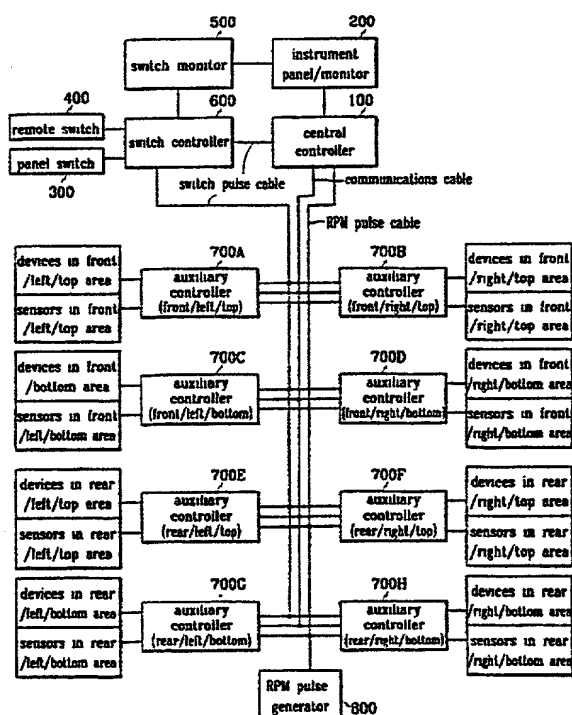 500
200
switch monitor
instrument
panel/monitor
400
600
100
remote switch
switch controller
central
controller
panel switch
300
switch pulse cable
communications cable
RPM pulse cable
devices in front
/left/top area
sensors in front
/left/top area
700A
auxiliary
controller
(front/left/top)
700B
auxiliary
controller
(front/right/top)
devices in front
/right/top area
sensors in front
/right/top area
devices in front
/bottom area
sensors in front
/left/bottom area
700C
auxiliary
controller
(front/left/bottom)
700D
auxiliary
controller
(front/right/bottom)
devices in front
/right/bottom area
sensors in front
/right/bottom area
devices in rear
/left/top area
sensors in rear
/left/top area
700E
auxiliary
controller
(rear/left/top)
700F
auxiliary
controller
(rear/right/top)
devices in rear
/right/top area
sensors in rear
/right/top area
devices in rear
/left/bottom area
sensors in rear
/left/bottom area
700G
auxiliary
controller
(rear/left/bottom)
700H
auxiliary
controller
(rear/right/bottom)
devices in rear
/right/bottom area
sensors in rear
/right/bottom area
RPM pulse
generator
800